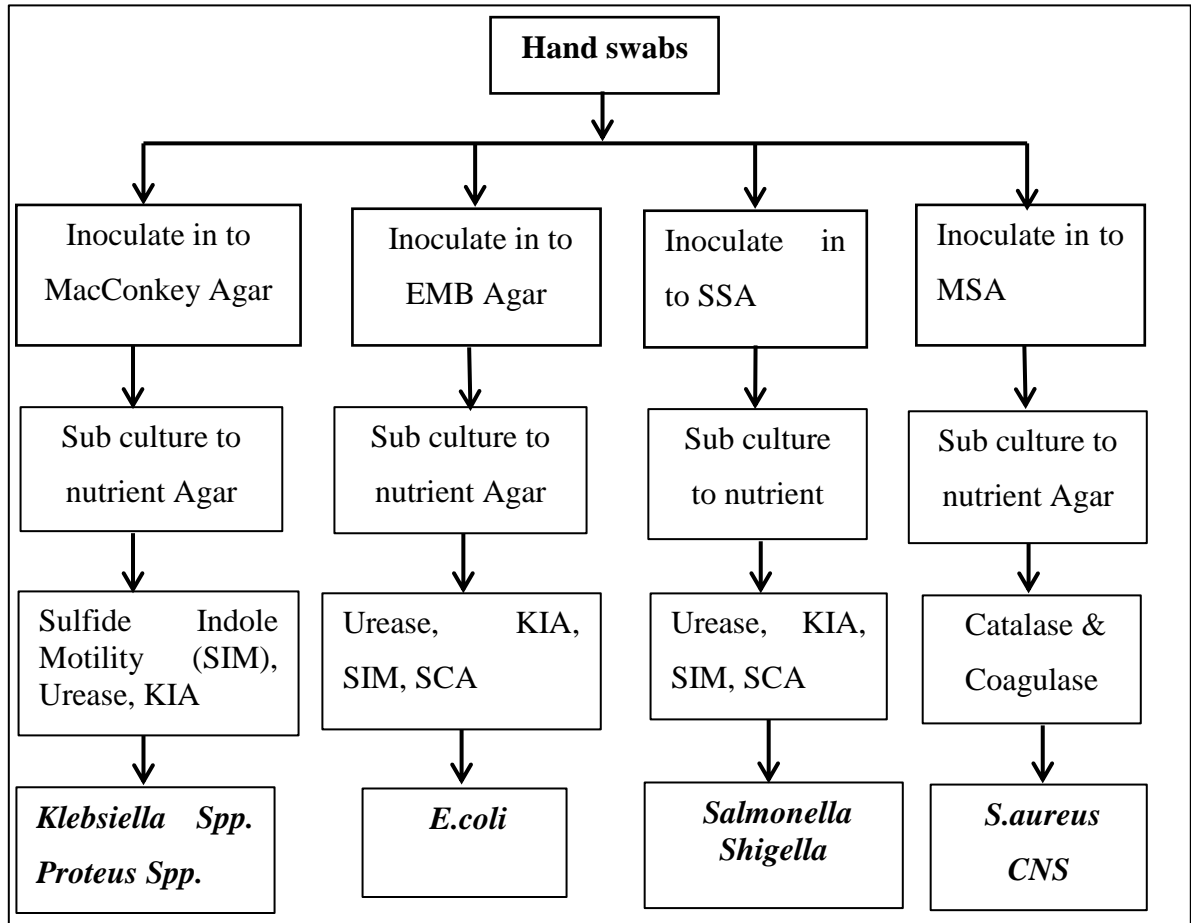 Hand swabs
Inoculate in to
MacConkey Agar
Inoculate in to
EMB Agar
Inoculate in
to SSA
Inoculate in to
MSA
Sub culture to
nutrient Agar
Sub culture to
nutrient Agar
Sub culture
to nutrient
Sub culture to
nutrient Agar
Sulfide Indole
Motility (SIM),
Urease, KIA
Urease, KIA,
SIM, SCA
Urease, KIA,
SIM, SCA
Catalase &
Coagulase
Klebsiella Spp.
Proteus Spp.
E.coli
Salmonella
Shigella
S.aureus
CNS